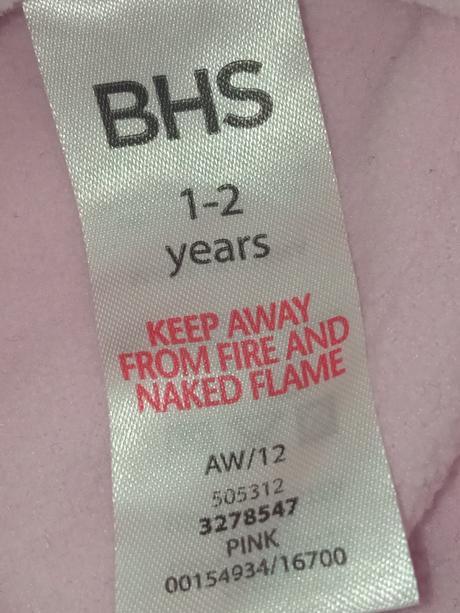 BHS
1-2
years
KEEP AWAY
FROM FIRE AND
NAKED FLAME
AW/12
505312
3278547
PINK
00154934/16700